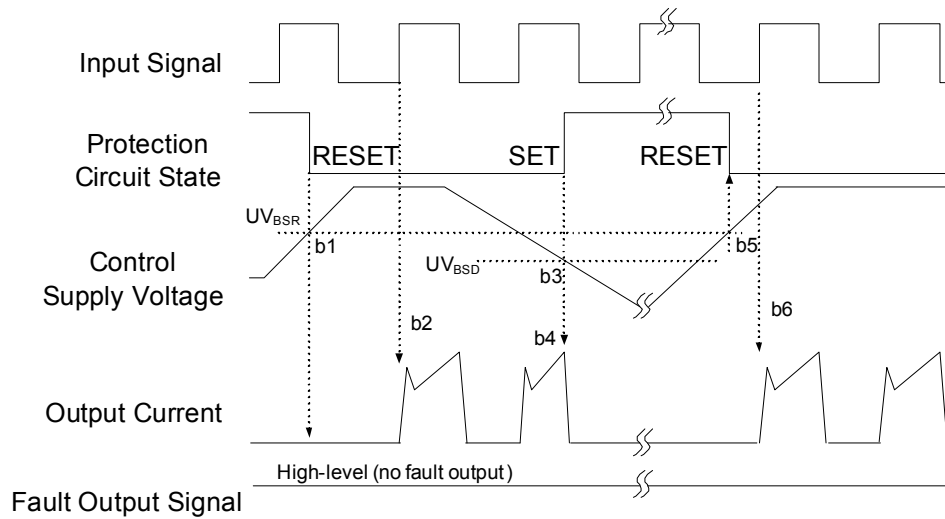 Input Signal
Protection
Circuit State
RESET
SET
RESET
UVBSR
b1
b5
Control
Supply Voltage
UVBSD
b3
b2
b4
b6
Output Current
High-level (no fault output)
Fault Output Signal